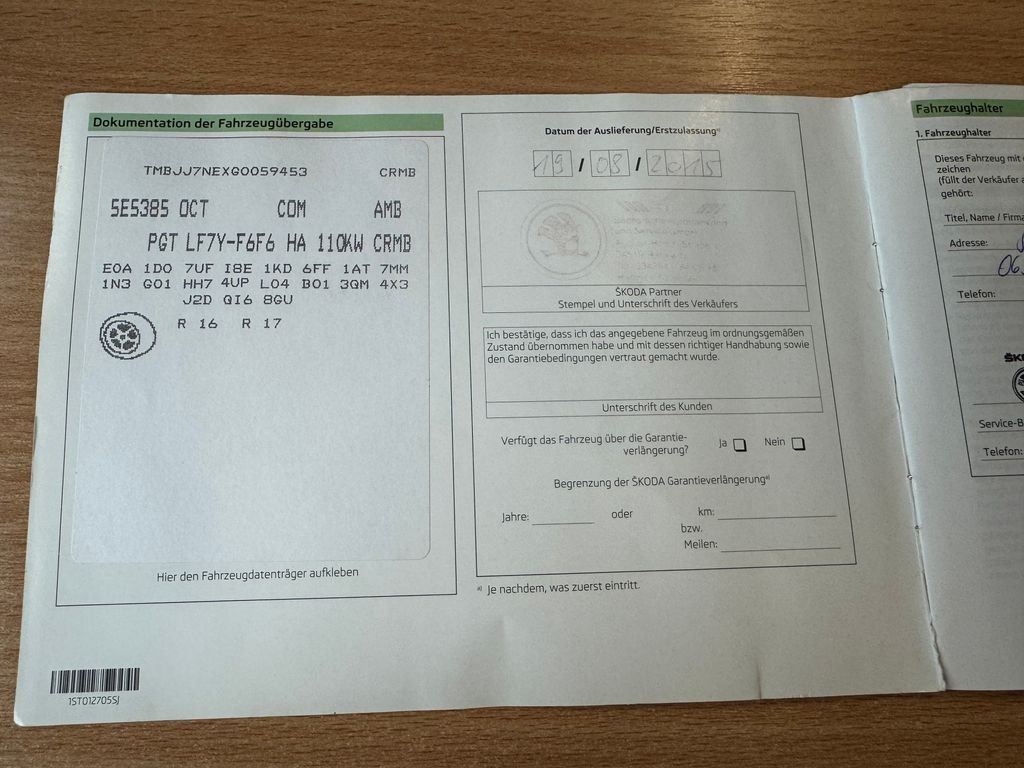 Dokumentation der Fahrzeugübergabe
TMBJJ7NEXG0059453 CRMB
5E5385 OCT COM AMB
PGT LF7Y-F6F6 HA 110KW CRMB
E0A 1D0 7UF I8E 1KD 6FF 1AT 7MM
1N3 G01 HH7 4UP L04 B01 3QM 4X3
J2D QI6 8GU
R 16 R 17
Hier den Fahrzeugdatenträger aufkleben
1ST012705SJ
Datum der Auslieferung/Erstzulassung*⁾
19 / 08 / 2015
ŠKODA Partner
Stempel und Unterschrift des Verkäufers
Ich bestätige, dass ich das angegebene Fahrzeug im ordnungsgemäßen
Zustand übernommen habe und mit dessen richtiger Handhabung sowie
den Garantiebedingungen vertraut gemacht wurde.
Unterschrift des Kunden
Verfügt das Fahrzeug über die Garantie-
verlängerung?
Ja Nein
Begrenzung der ŠKODA Garantieverlängerung*⁾
Jahre: oder km:
bzw.
Meilen:
*⁾ Je nachdem, was zuerst eintritt.
Fahrzeughalter
1. Fahrzeughalter
Dieses Fahrzeug mit
zeichen
(füllt der Verkäufer
gehört:
Titel, Name / Firma
Adresse:
06
Telefon:
Service-B
Telefon: